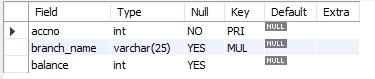 Field Type Null Key Default Extra
accno int NO PRI NULL
branch_name varchar(25) YES MUL NULL
balance int YES NULL